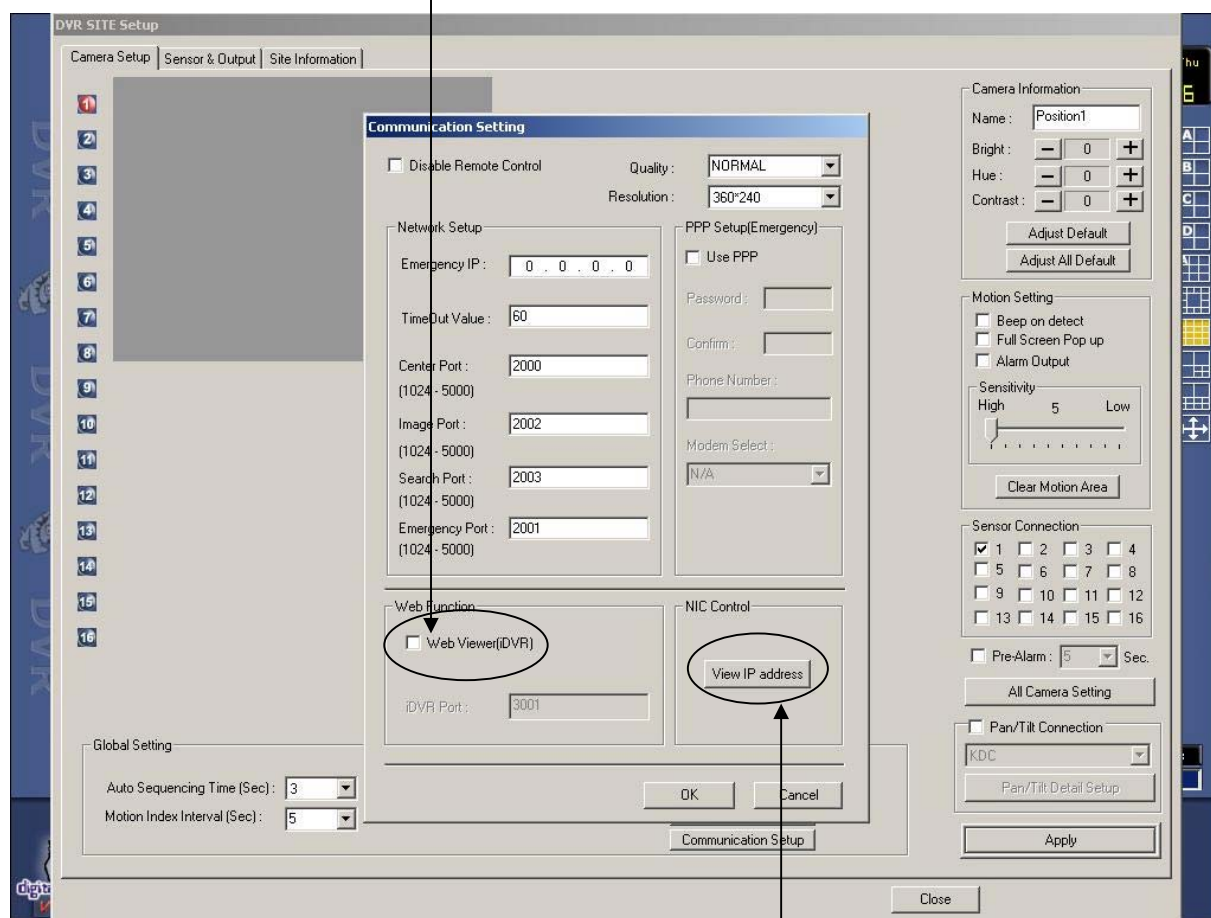 DVR SITE Setup
Camera Setup Sensor & Output Site Information
1
2
3
4
5
6
7
8
9
10
11
12
13
14
15
16
Communication Setting
Disable Remote Control
Quality : NORMAL
Resolution : 360*240
Network Setup
Emergency IP : 0 . 0 . 0 . 0
TimeOut Value : 60
Center Port : 2000
(1024 - 5000)
Image Port : 2002
(1024 - 5000)
Search Port : 2003
(1024 - 5000)
Emergency Port : 2001
(1024 - 5000)
PPP Setup(Emergency)
Use PPP
Password :
Confirm :
Phone Number :
Modem Select :
N/A
Web Function
Web Viewer(iDVR)
iDVR Port : 3001
NIC Control
View IP address
OK Cancel
Global Setting
Auto Sequencing Time (Sec) : 3
Motion Index Interval (Sec) : 5
Communication Setup
Camera Information
Name : Position1
Bright : − 0 +
Hue : − 0 +
Contrast : − 0 +
Adjust Default
Adjust All Default
Motion Setting
Beep on detect
Full Screen Pop up
Alarm Output
Sensitivity
High 5 Low
Clear Motion Area
Sensor Connection
1 2 3 4
5 6 7 8
9 10 11 12
13 14 15 16
Pre-Alarm : 5 Sec.
All Camera Setting
Pan/Tilt Connection
KDC
Pan/Tilt Detail Setup
Apply
Close
DVR
DVR
DVR
DVR
6
A
B
C
D